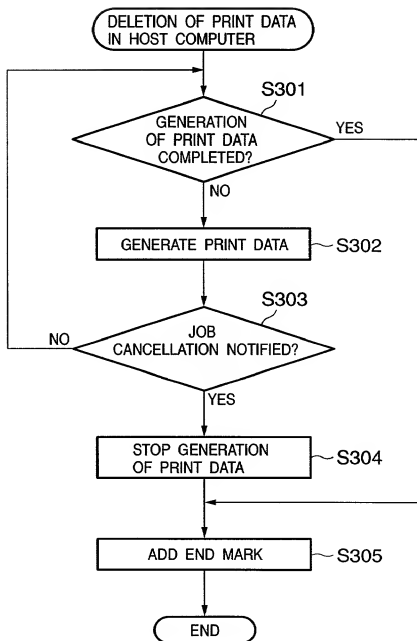 DELETION OF PRINT DATA
IN HOST COMPUTER
S301
GENERATION
OF PRINT DATA
COMPLETED?
YES
NO
GENERATE PRINT DATA
S302
S303
JOB
CANCELLATION NOTIFIED?
NO
YES
STOP GENERATION
OF PRINT DATA
S304
ADD END MARK
S305
END